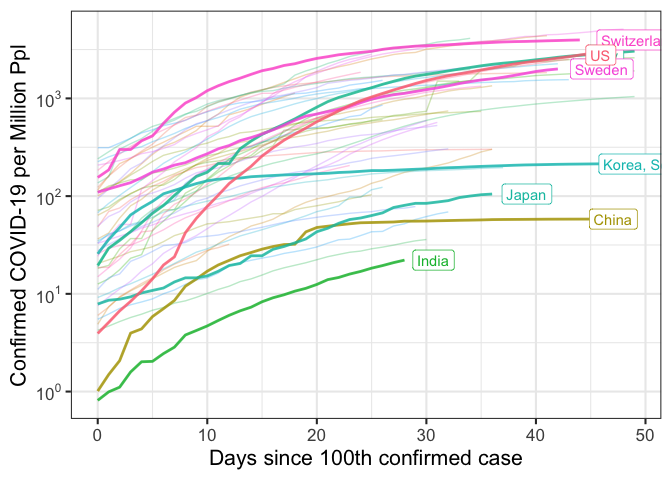 Confirmed COVID-19 per Million Ppl
10³
10²
10¹
10⁰
Switzerla
US
Sweden
Korea, S
Japan
China
India
0 10 20 30 40 50
Days since 100th confirmed case